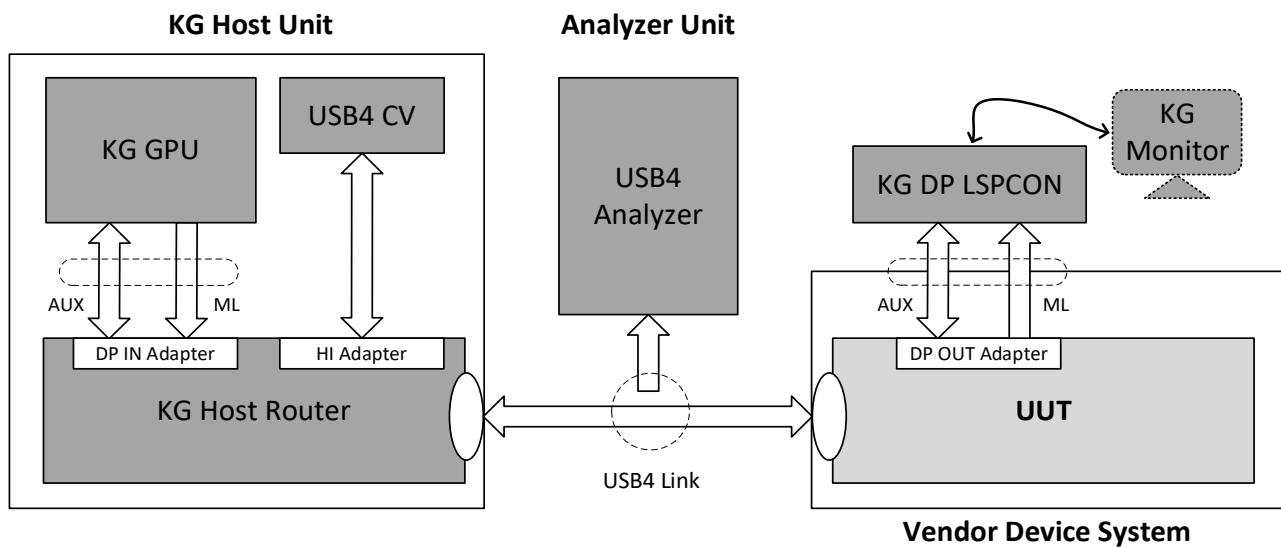 KG Host Unit
Analyzer Unit
KG GPU
USB4 CV
USB4
Analyzer
KG
Monitor
KG DP LSPCON
AUX
ML
AUX
ML
DP IN Adapter
HI Adapter
DP OUT Adapter
KG Host Router
UUT
USB4 Link
Vendor Device System